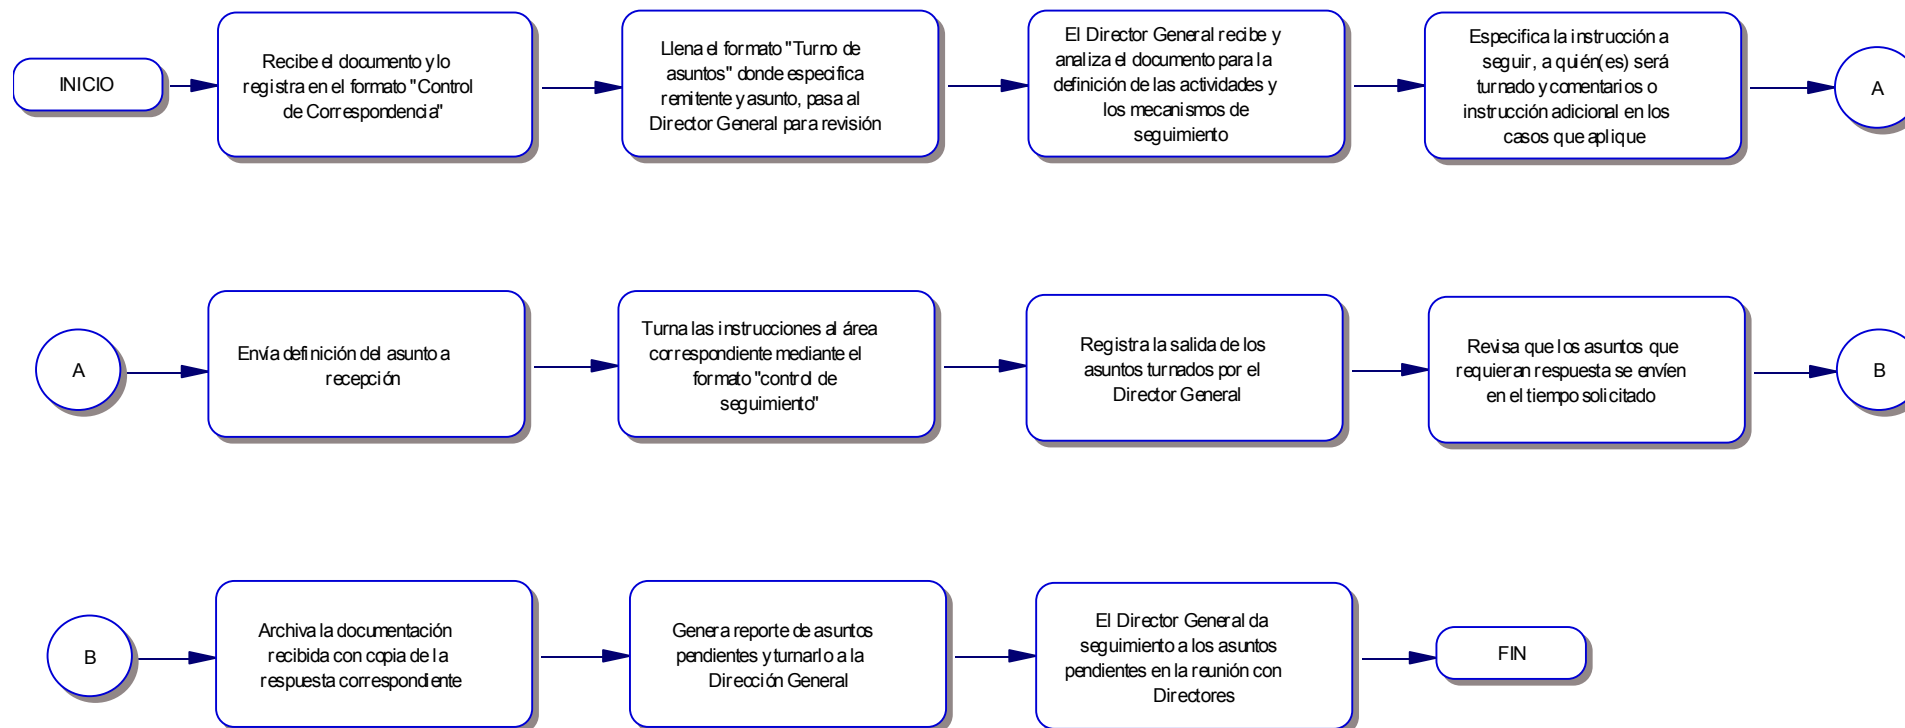 INICIO
Recibe el documento y lo
registra en el formato "Control
de Correspondencia"
Llena el formato "Turno de
asuntos" donde especifica
remitente y asunto, pasa al
Director General para revisión
El Director General recibe y
analiza el documento para la
definición de las actividades y
los mecanismos de
seguimiento
Especifica la instrucción a
seguir, a quién(es) será
turnado y comentarios o
instrucción adicional en los
casos que aplique
A
A
Envía definición del asunto a
recepción
Turna las instrucciones al área
correspondiente mediante el
formato "control de
seguimiento"
Registra la salida de los
asuntos turnados por el
Director General
Revisa que los asuntos que
requieran respuesta se envíen
en el tiempo solicitado
B
B
Archiva la documentación
recibida con copia de la
respuesta correspondiente
Genera reporte de asuntos
pendientes y turnarlo a la
Dirección General
El Director General da
seguimiento a los asuntos
pendientes en la reunión con
Directores
FIN